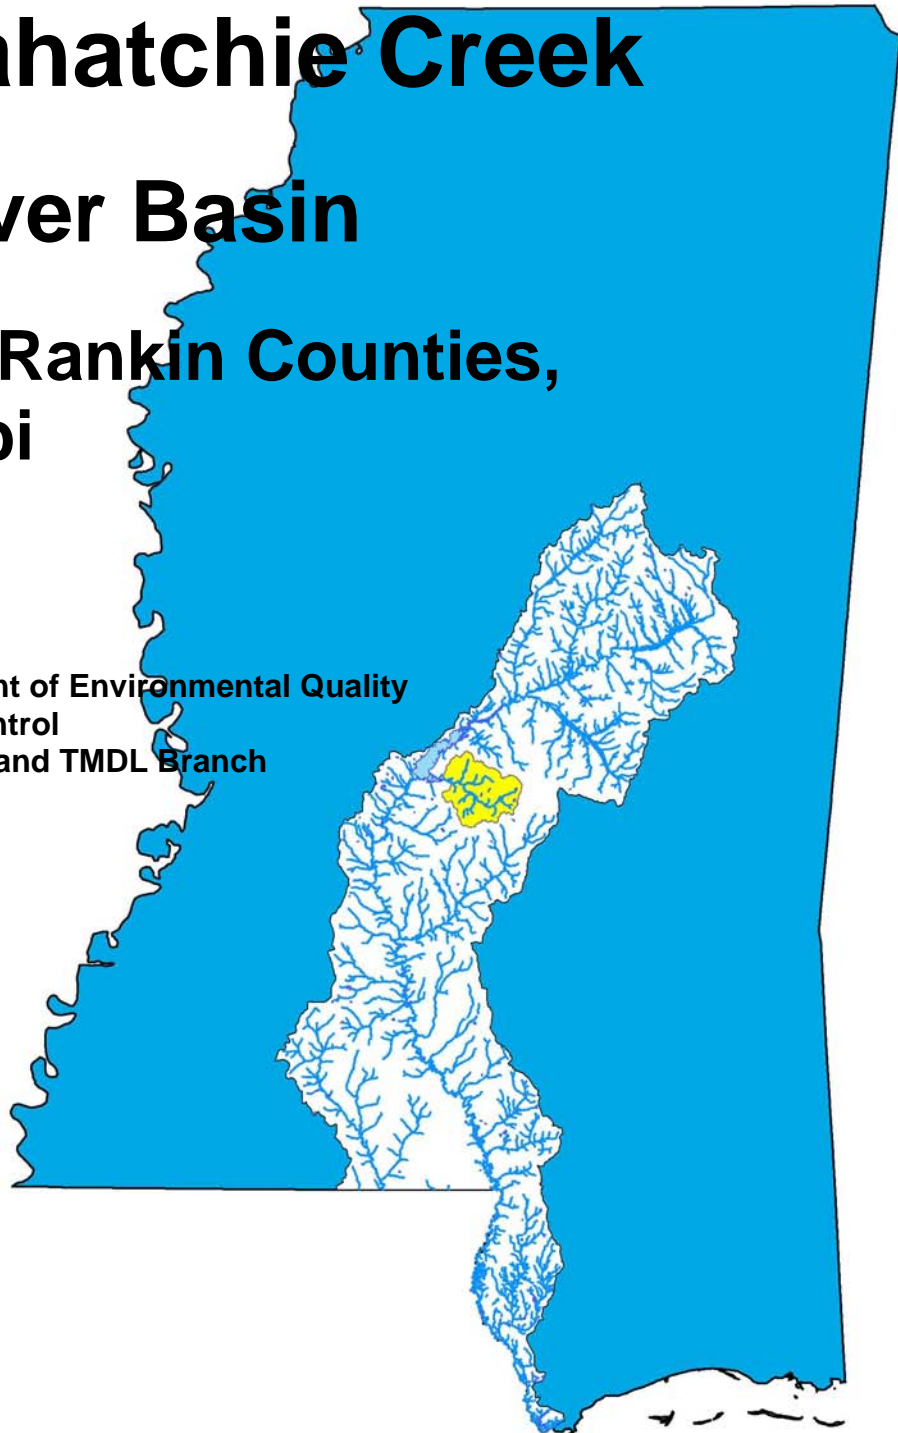 ahatchie Creek
ver Basin
Rankin Counties,
pi
nt of Environmental Quality
ntrol
and TMDL Branch